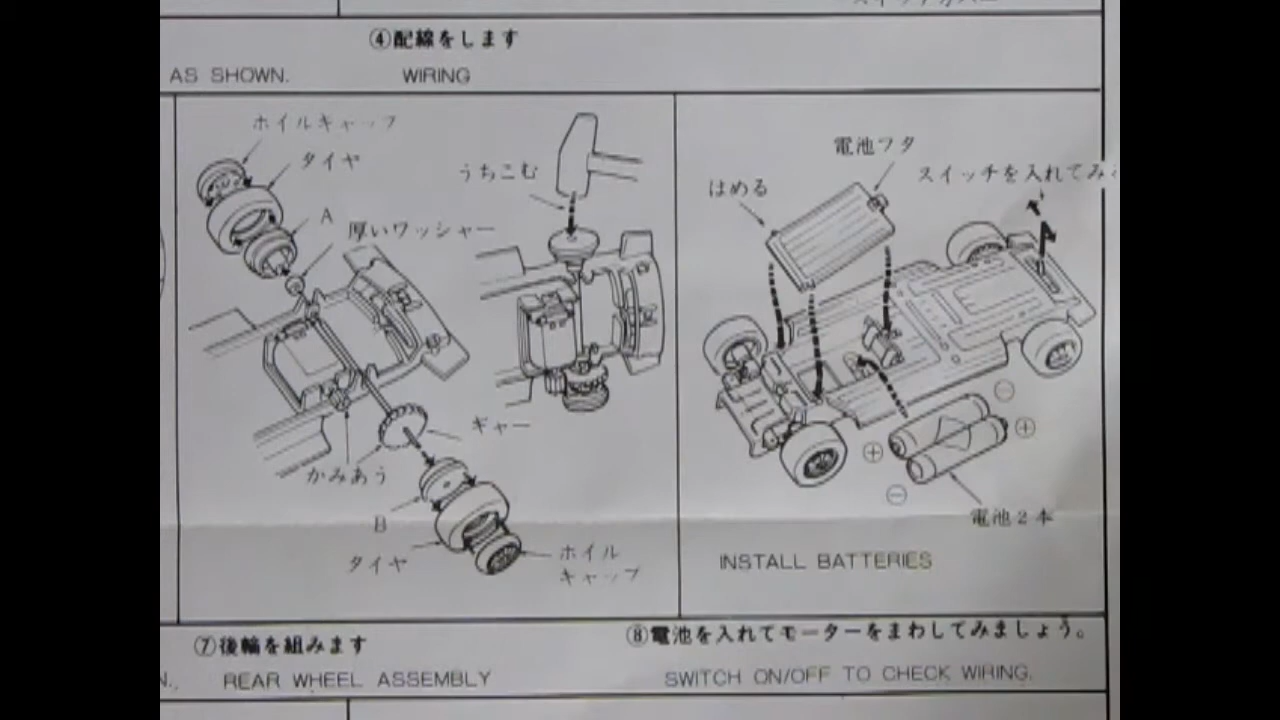 ④配線をします
AS SHOWN.
WIRING
ホイルキャップ
タイヤ
A
厚いワッシャー
うちこむ
ギャー
かみあう
B
タイヤ
ホイル
キャップ
電池フタ
スイッチを入れてみ
はめる
⊖
⊕
⊕
⊖
電池2本
INSTALL BATTERIES
⑦後輪を組みます
REAR WHEEL ASSEMBLY
⑧電池を入れてモーターをまわしてみましょう。
SWITCH ON/OFF TO CHECK WIRING.